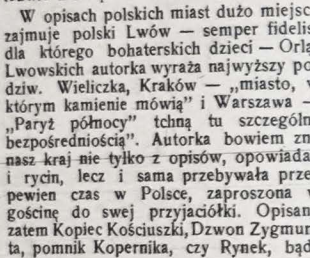 W opisach polskich miast dużo miejsc
zajmuje polski Lwów — semper fidelis
dla którego bohaterskich dzieci — Orlą
Lwowskich autorka wyraża najwyższy po
dziw. Wieliczka, Kraków — „miasto, w
którym kamienie mówią” i Warszawa —
„Paryż północy” tchną tu szczególn
bezpośredniością”. Autorka bowiem zn
nasz kraj nie tylko z opisów, opowiada
i rycin, lecz i sama przebywała prze
pewien czas w Polsce, zaproszona w
gościnę do swej przyjaciółki. Opisan
zatem Kopiec Kościuszki, Dzwon Zygmun
ta, pomnik Kopernika, czy Rynek, bąd